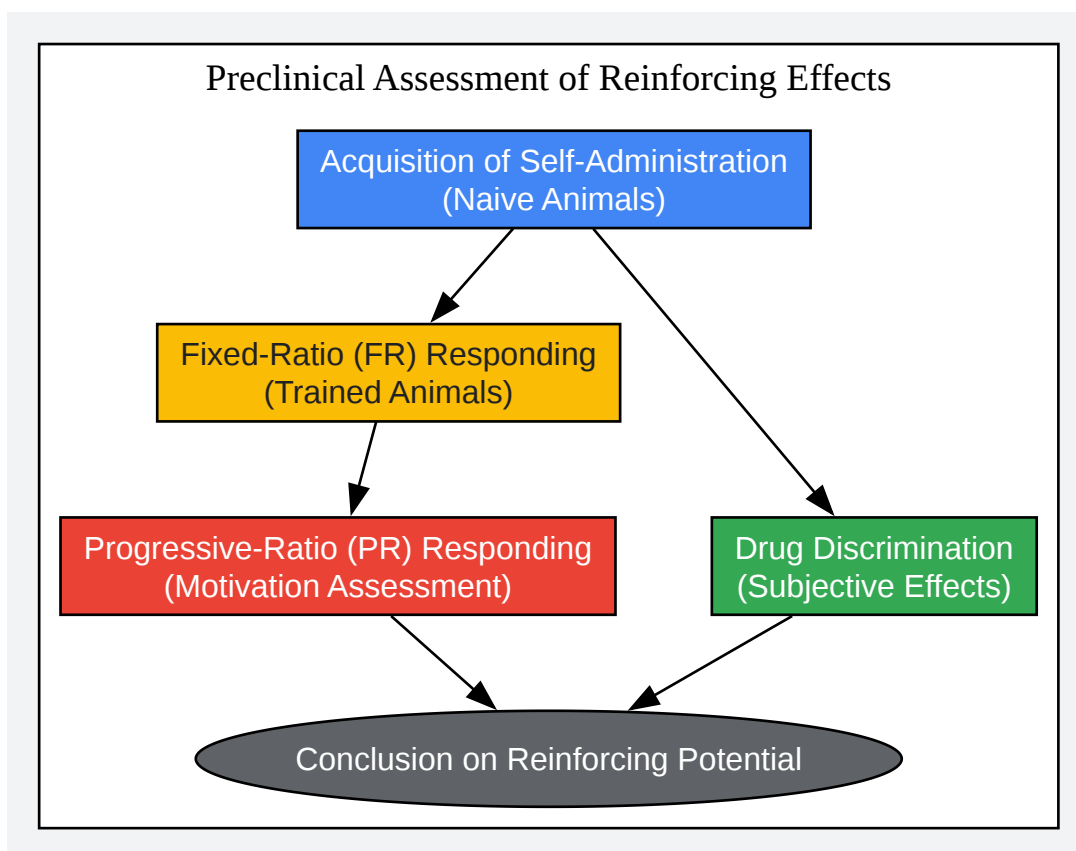 Preclinical Assessment of Reinforcing Effects
Acquisition of Self-Administration
(Naive Animals)
Fixed-Ratio (FR) Responding
(Trained Animals)
Progressive-Ratio (PR) Responding
(Motivation Assessment)
Drug Discrimination
(Subjective Effects)
Conclusion on Reinforcing Potential